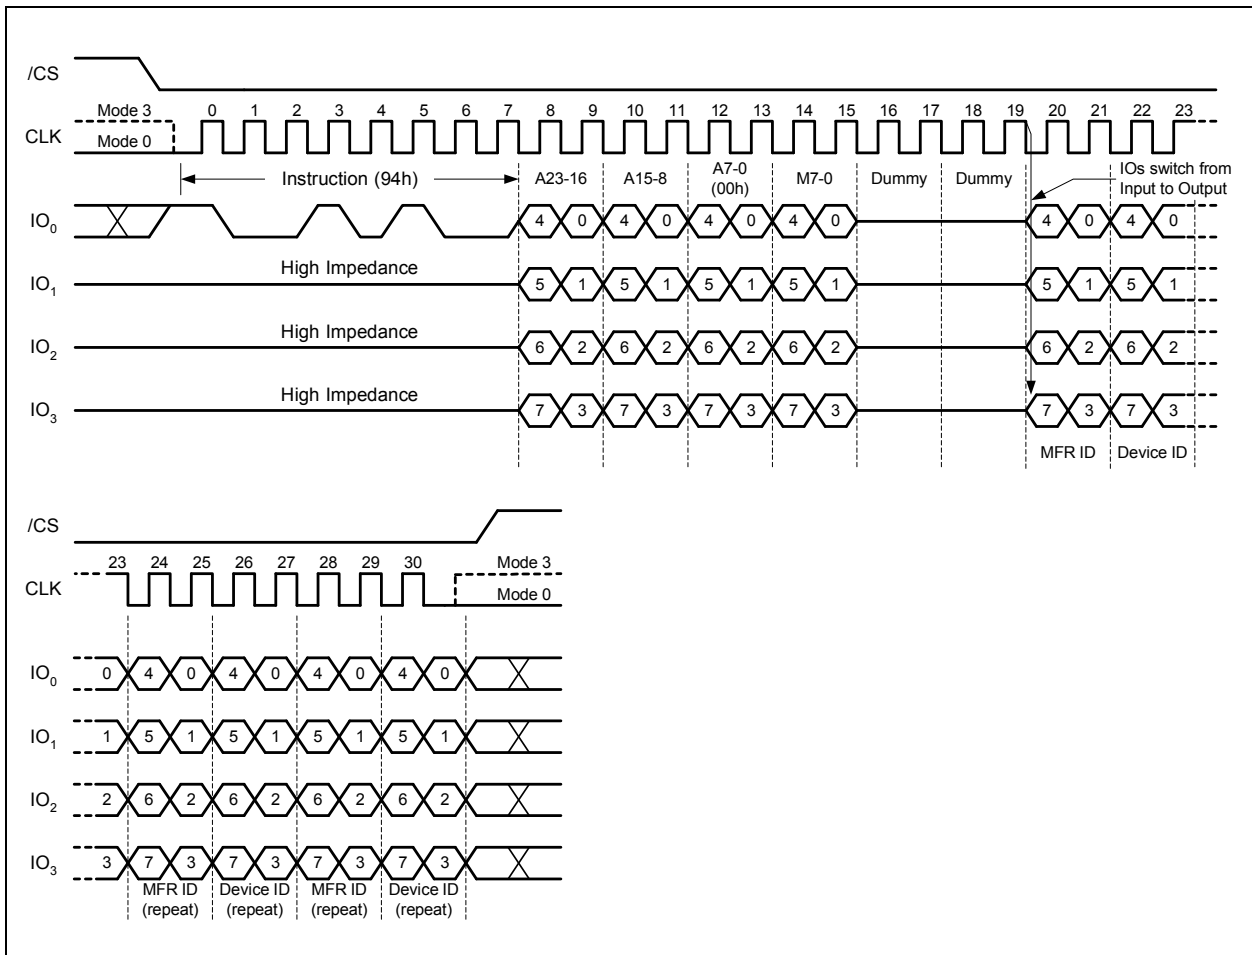 /CS
Mode 3 0 1 2 3 4 5 6 7 8 9 10 11 12 13 14 15 16 17 18 19 20 21 22 23
CLK
Mode 0
Instruction (94h) A23-16 A15-8 A7-0 M7-0 Dummy Dummy IOs switch from
(00h) Input to Output
IO0 4 0 4 0 4 0 4 0 4 0 4 0
High Impedance
IO1 5 1 5 1 5 1 5 1 5 1 5 1
High Impedance
IO2 6 2 6 2 6 2 6 2 6 2 6 2
High Impedance
IO3 7 3 7 3 7 3 7 3 7 3 7 3
MFR ID Device ID
/CS
23 24 25 26 27 28 29 30 Mode 3
CLK
Mode 0
IO0 0 4 0 4 0 4 0 4 0
IO1 1 5 1 5 1 5 1 5 1
IO2 2 6 2 6 2 6 2 6 2
IO3 3 7 3 7 3 7 3 7 3
MFR ID Device ID MFR ID Device ID
(repeat) (repeat) (repeat) (repeat)